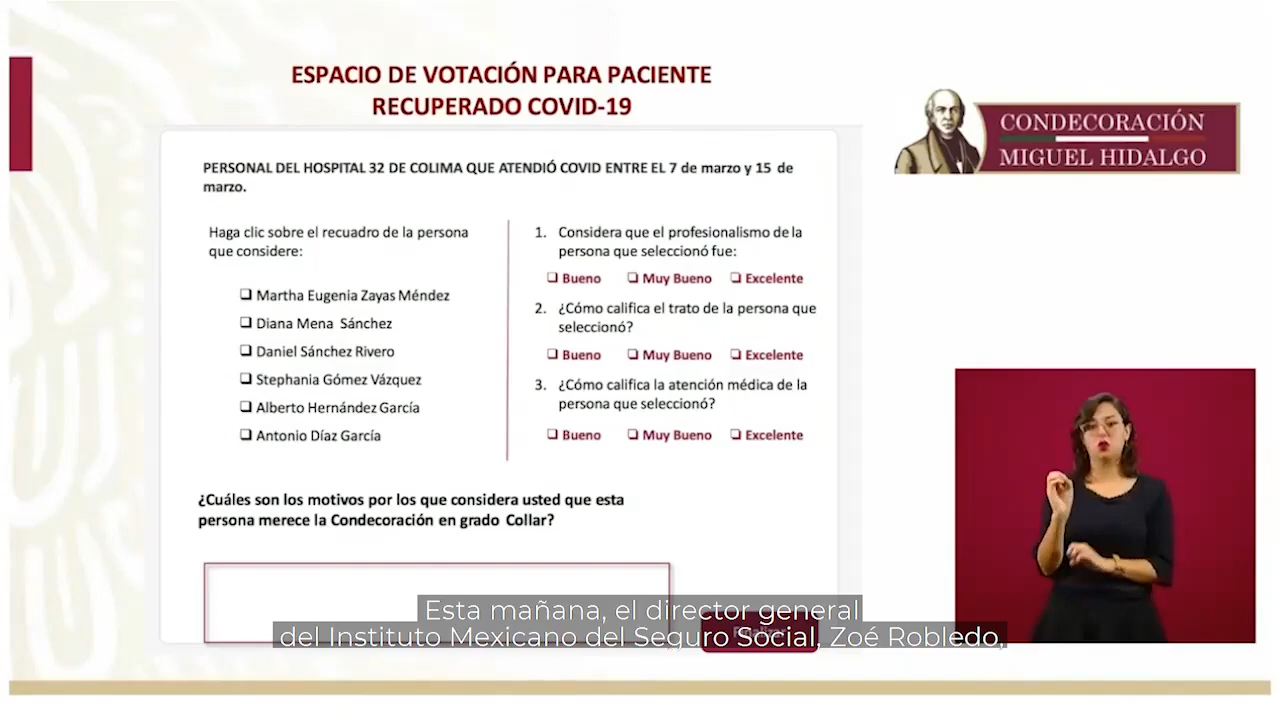 ESPACIO DE VOTACIÓN PARA PACIENTE
RECUPERADO COVID-19
CONDECORACIÓN
MIGUEL HIDALGO
PERSONAL DEL HOSPITAL 32 DE COLIMA QUE ATENDIÓ COVID ENTRE EL 7 de marzo y 15 de
marzo.
Haga clic sobre el recuadro de la persona
que considere:
❑ Martha Eugenia Zayas Méndez
❑ Diana Mena Sánchez
❑ Daniel Sánchez Rivero
❑ Stephania Gómez Vázquez
❑ Alberto Hernández García
❑ Antonio Díaz García
1. Considera que el profesionalismo de la
persona que seleccionó fue:
❑ Bueno ❑ Muy Bueno ❑ Excelente
2. ¿Cómo califica el trato de la persona que
seleccionó?
❑ Bueno ❑ Muy Bueno ❑ Excelente
3. ¿Cómo califica la atención médica de la
persona que seleccionó?
❑ Bueno ❑ Muy Bueno ❑ Excelente
¿Cuáles son los motivos por los que considera usted que esta
persona merece la Condecoración en grado Collar?
Esta mañana, el director general
del Instituto Mexicano del Seguro Social, Zoé Robledo,